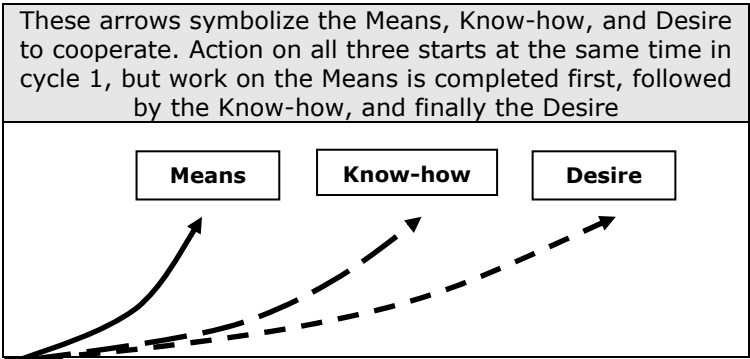 These arrows symbolize the Means, Know-how, and Desire
to cooperate. Action on all three starts at the same time in
cycle 1, but work on the Means is completed first, followed
by the Know-how, and finally the Desire
Means
Know-how
Desire